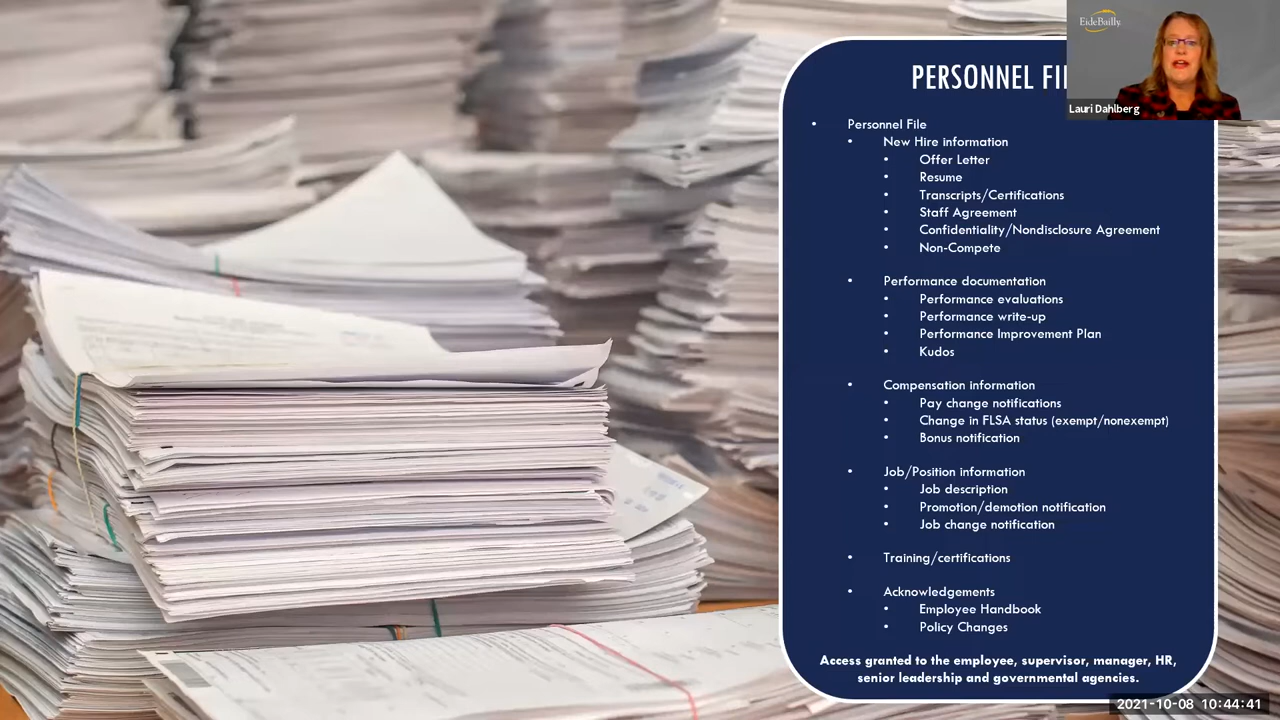 EideBailly
PERSONNEL
Lauri Dahlberg
• Personnel File
• New Hire information
• Offer Letter
• Resume
• Transcripts/Certifications
• Staff Agreement
• Confidentiality/Nondisclosure Agreement
• Non-Compete
• Performance documentation
• Performance evaluations
• Performance write-up
• Performance Improvement Plan
• Kudos
• Compensation information
• Pay change notifications
• Change in FLSA status (exempt/nonexempt)
• Bonus notification
• Job/Position information
• Job description
• Promotion/demotion notification
• Job change notification
• Training/certifications
• Acknowledgements
• Employee Handbook
• Policy Changes
Access granted to the employee, supervisor, manager, HR,
senior leadership and governmental agencies.
2021-10-08 10:44:41